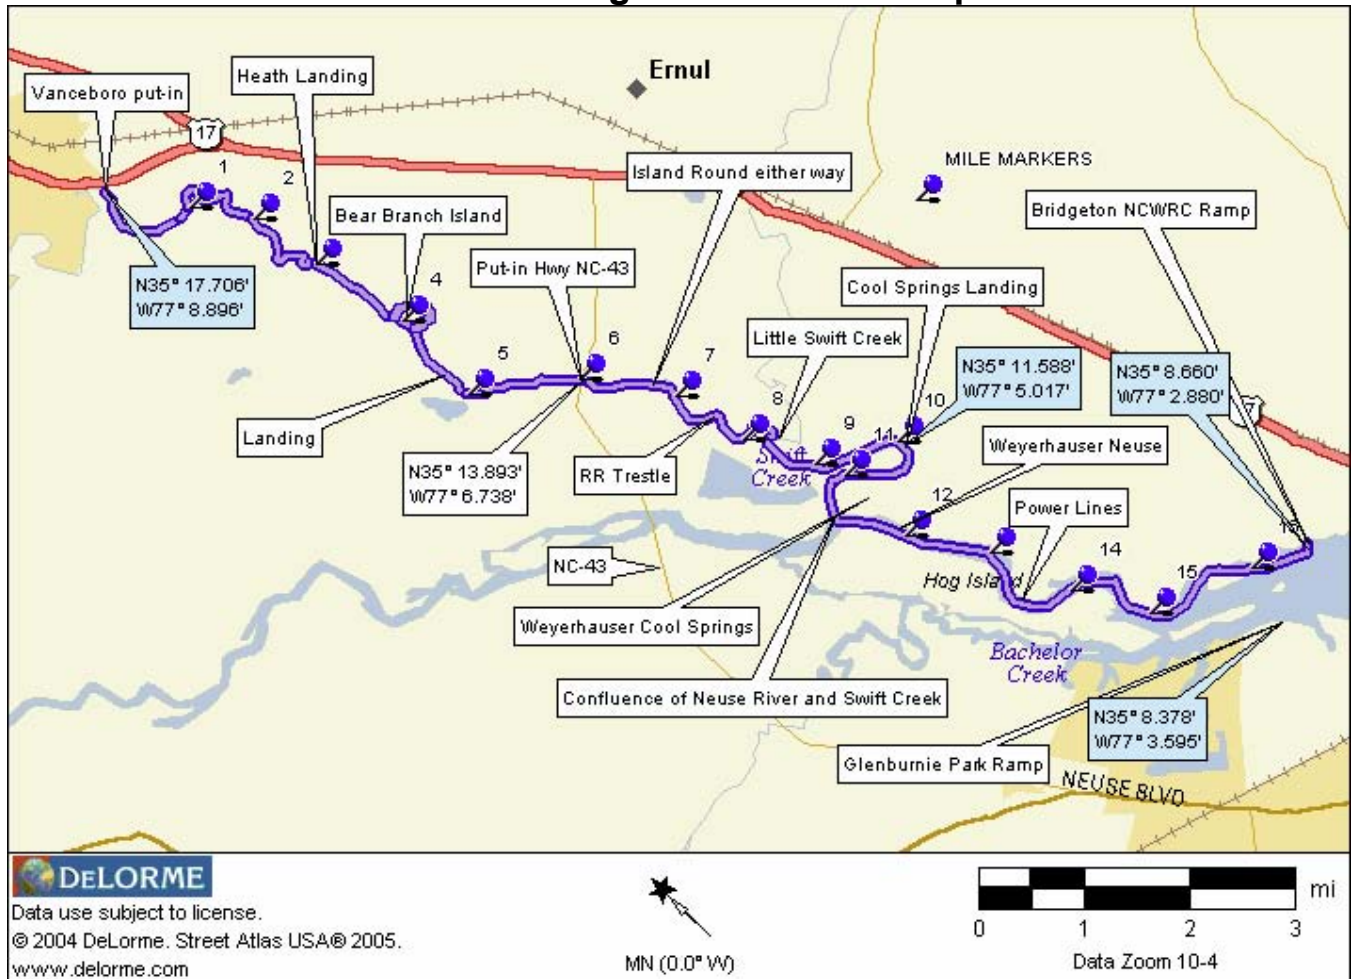 Ernul
Heath Landing
Vanceboro put-in
17
1
2
MILE MARKERS
Island Round either way
Bear Branch Island
Bridgeton NCWRC Ramp
N35° 17.706'
W77° 8.896'
Put-in Hwy NC-43
Cool Springs Landing
4
Little Swift Creek
5
6
7
N35° 11.588'
W77° 5.017'
N35° 8.660'
W77° 2.880'
8
9
10
11
Landing
N35° 13.893'
W77° 6.738'
RR Trestle
Swift
Creek
Weyerhauser Neuse
12
Power Lines
NC-43
Hog Island
14
15
Weyerhauser Cool Springs
Bachelor
Creek
Confluence of Neuse River and Swift Creek
N35° 8.378'
W77° 3.595'
Glenburnie Park Ramp
NEUSE BLVD
DELORME
Data use subject to license.
© 2004 DeLorme. Street Atlas USA® 2005.
www.delorme.com
MN (0.0° W)
mi
0 1 2 3
Data Zoom 10-4